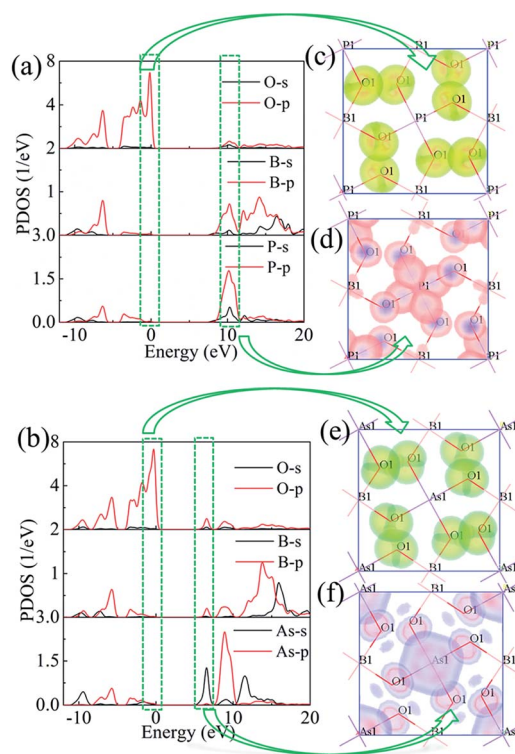 (a)
8
4
2
1
3.0
1.5
0.0
O-s
O-p
B-s
B-p
P-s
P-p
PDOS (1/eV)
-10 0 10 20
Energy (eV)
(c)
P1 B1 P1
O1
O1 O1
O1
B1 P1 B1
O1
O1 O1
O1
P1 B1 P1
(d)
O1 O1
O1
B1 P1 B1
O1
O1 O1
P1 B1 P1
(b)
8
4
2
1
3.0
1.5
0.0
O-s
O-p
B-s
B-p
As-s
As-p
PDOS (1/eV)
-10 0 10 20
Energy (eV)
(e)
As1 B1 As1
O1
O1 O1
O1
B1 As1 B1
O1
O1 O1
O1
As1 B1 As1
(f)
O1
O1 O1
O1
B1 As1 B1
O1 O1
O1 O1
As1 B1 As1